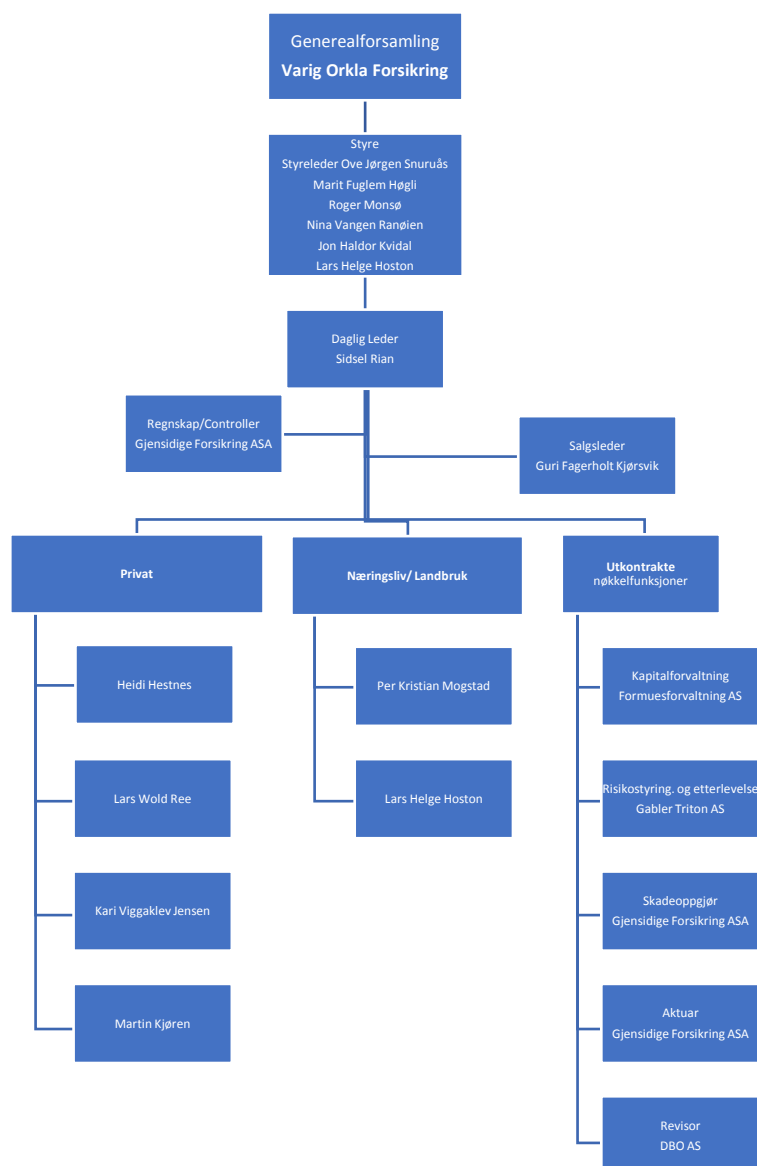 Generealforsamling
Varig Orkla Forsikring
Styre
Styreleder Ove Jørgen Snuruås
Marit Fuglem Høgli
Roger Monsø
Nina Vangen Ranøien
Jon Haldor Kvidal
Lars Helge Hoston
Daglig Leder
Sidsel Rian
Regnskap/Controller
Gjensidige Forsikring ASA
Salgsleder
Guri Fagerholt Kjørsvik
Privat
Næringsliv/ Landbruk
Utkontrakte
nøkkelfunksjoner
Heidi Hestnes
Per Kristian Mogstad
Kapitalforvaltning
Formuesforvaltning AS
Lars Wold Ree
Lars Helge Hoston
Risikostyring. og etterlevelse
Gabler Triton AS
Kari Viggaklev Jensen
Skadeoppgjør
Gjensidige Forsikring ASA
Martin Kjøren
Aktuar
Gjensidige Forsikring ASA
Revisor
DBO AS